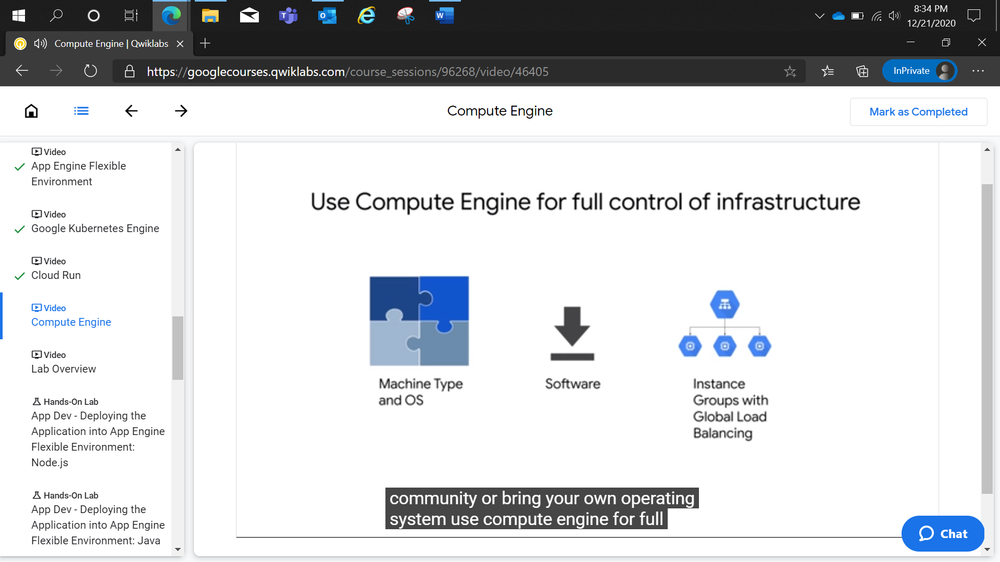 8:34 PM
12/21/2020
Compute Engine | Qwiklabs
https://googlecourses.qwiklabs.com/course_sessions/96268/video/46405
InPrivate
Compute Engine
Mark as Completed
Video
App Engine Flexible
Environment
Video
Google Kubernetes Engine
Video
Cloud Run
Video
Compute Engine
Video
Lab Overview
Hands-On Lab
App Dev - Deploying the
Application into App Engine
Flexible Environment:
Node.js
Hands-On Lab
App Dev - Deploying the
Application into App Engine
Flexible Environment: Java
Use Compute Engine for full control of infrastructure
Machine Type
and OS
Software
Instance
Groups with
Global Load
Balancing
community or bring your own operating
system use compute engine for full
Chat